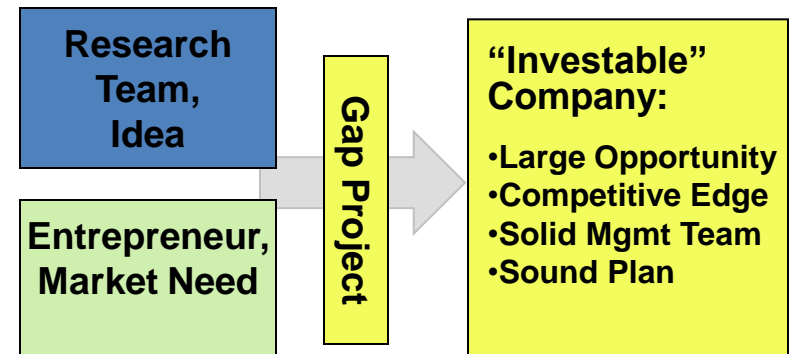 Research
Team,
Idea
Entrepreneur,
Market Need
Gap Project
“Investable”
Company:
•Large Opportunity
•Competitive Edge
•Solid Mgmt Team
•Sound Plan